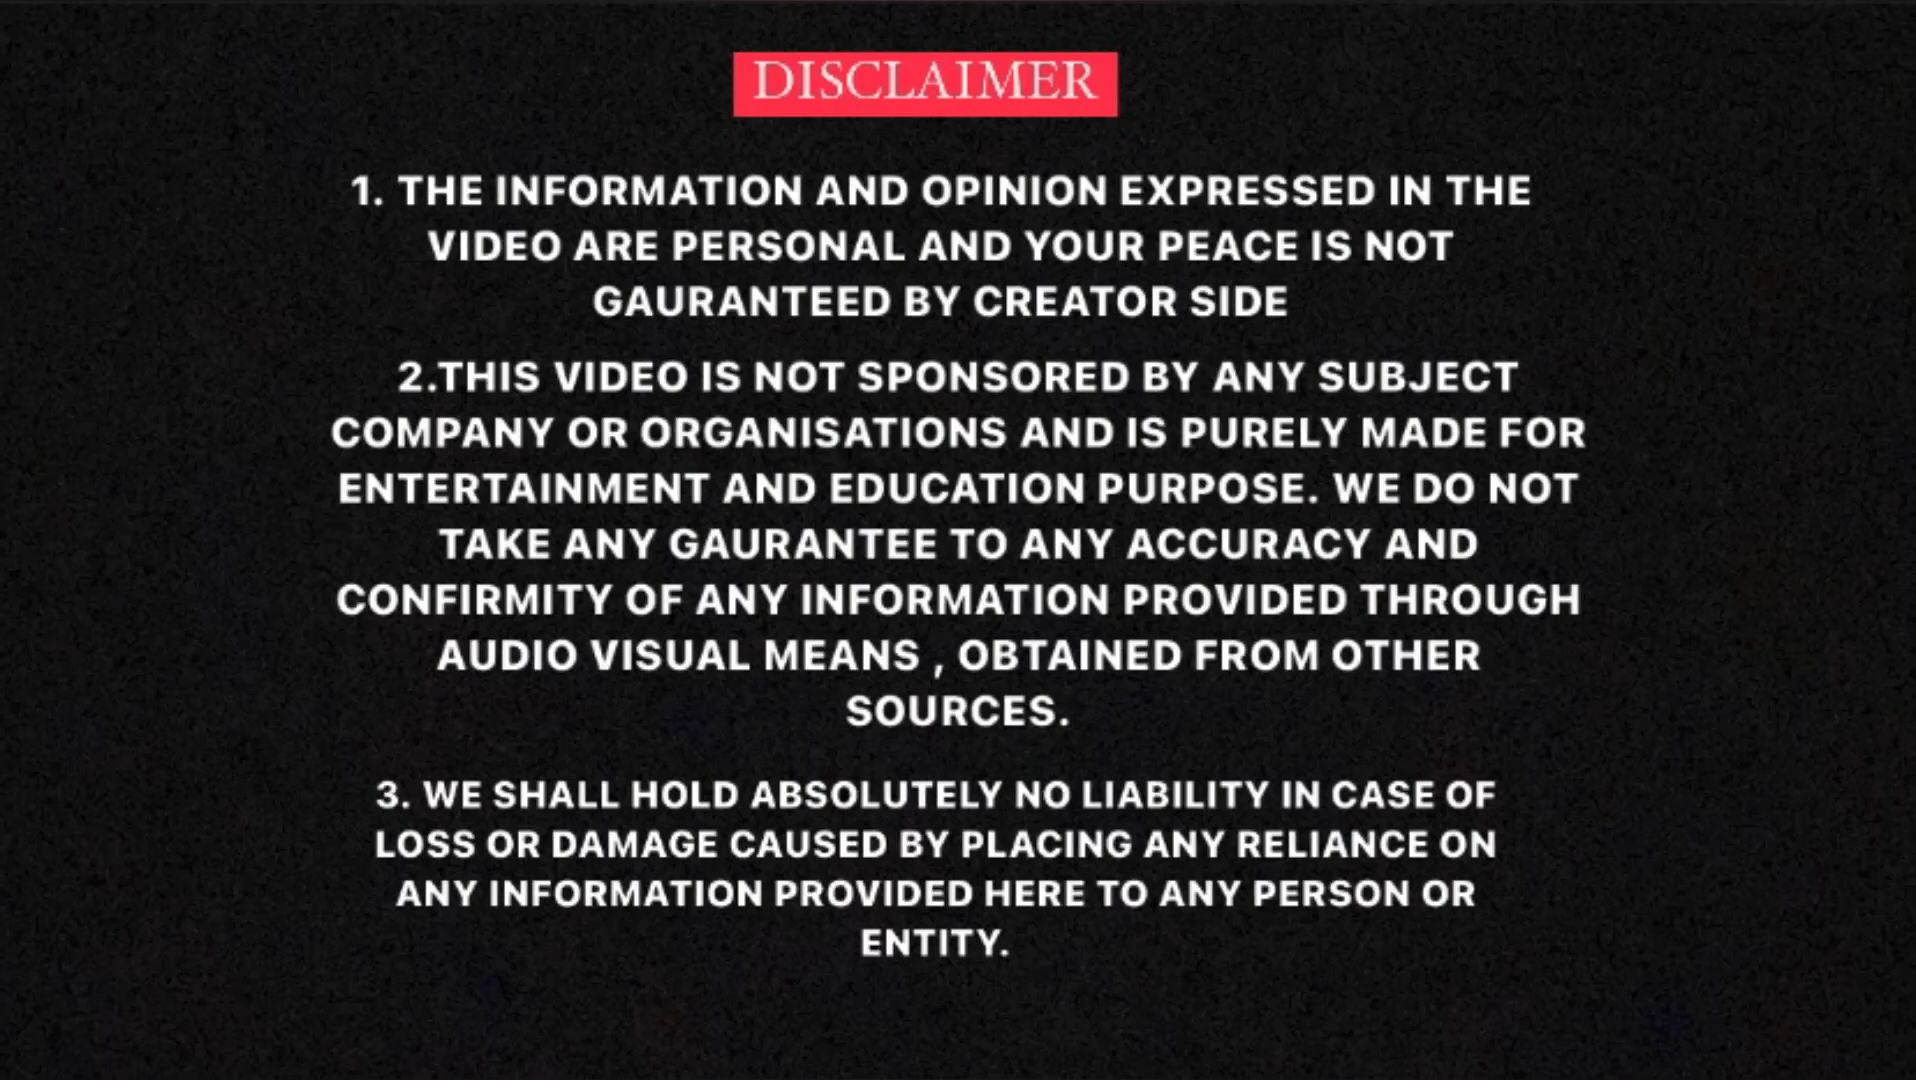 DISCLAIMER
1. THE INFORMATION AND OPINION EXPRESSED IN THE
VIDEO ARE PERSONAL AND YOUR PEACE IS NOT
GAURANTEED BY CREATOR SIDE
2.THIS VIDEO IS NOT SPONSORED BY ANY SUBJECT
COMPANY OR ORGANISATIONS AND IS PURELY MADE FOR
ENTERTAINMENT AND EDUCATION PURPOSE. WE DO NOT
TAKE ANY GAURANTEE TO ANY ACCURACY AND
CONFIRMITY OF ANY INFORMATION PROVIDED THROUGH
AUDIO VISUAL MEANS , OBTAINED FROM OTHER
SOURCES.
3. WE SHALL HOLD ABSOLUTELY NO LIABILITY IN CASE OF
LOSS OR DAMAGE CAUSED BY PLACING ANY RELIANCE ON
ANY INFORMATION PROVIDED HERE TO ANY PERSON OR
ENTITY.